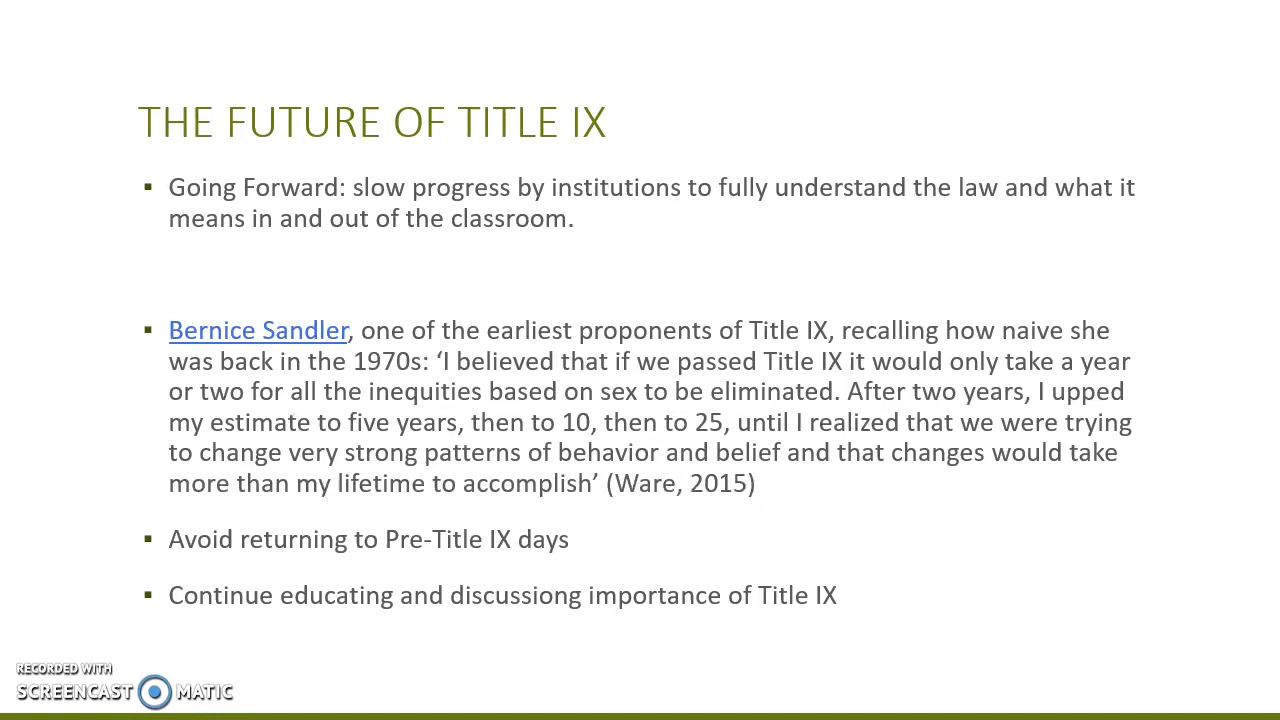 THE FUTURE OF TITLE IX
▪ Going Forward: slow progress by institutions to fully understand the law and what it
means in and out of the classroom.
▪ Bernice Sandler, one of the earliest proponents of Title IX, recalling how naive she
was back in the 1970s: ‘I believed that if we passed Title IX it would only take a year
or two for all the inequities based on sex to be eliminated. After two years, I upped
my estimate to five years, then to 10, then to 25, until I realized that we were trying
to change very strong patterns of behavior and belief and that changes would take
more than my lifetime to accomplish’ (Ware, 2015)
▪ Avoid returning to Pre-Title IX days
▪ Continue educating and discussiong importance of Title IX
RECORDED WITH
SCREENCAST MATIC